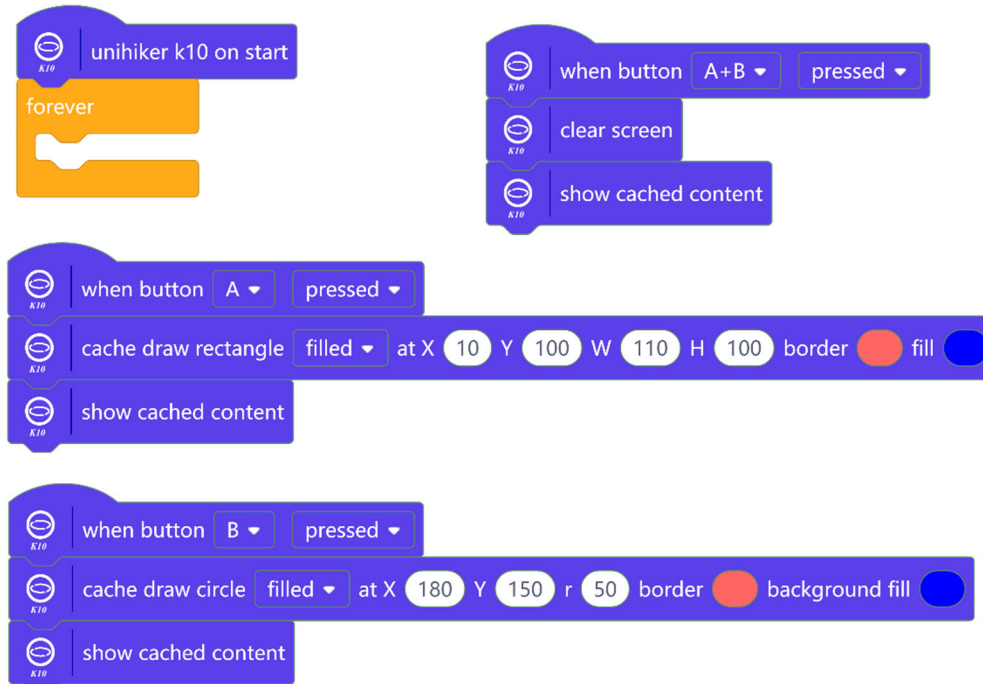 K10 unihiker k10 on start
forever
K10 when button A+B pressed
K10 clear screen
K10 show cached content
K10 when button A pressed
K10 cache draw rectangle filled at X 10 Y 100 W 110 H 100 border fill
K10 show cached content
K10 when button B pressed
K10 cache draw circle filled at X 180 Y 150 r 50 border background fill
K10 show cached content